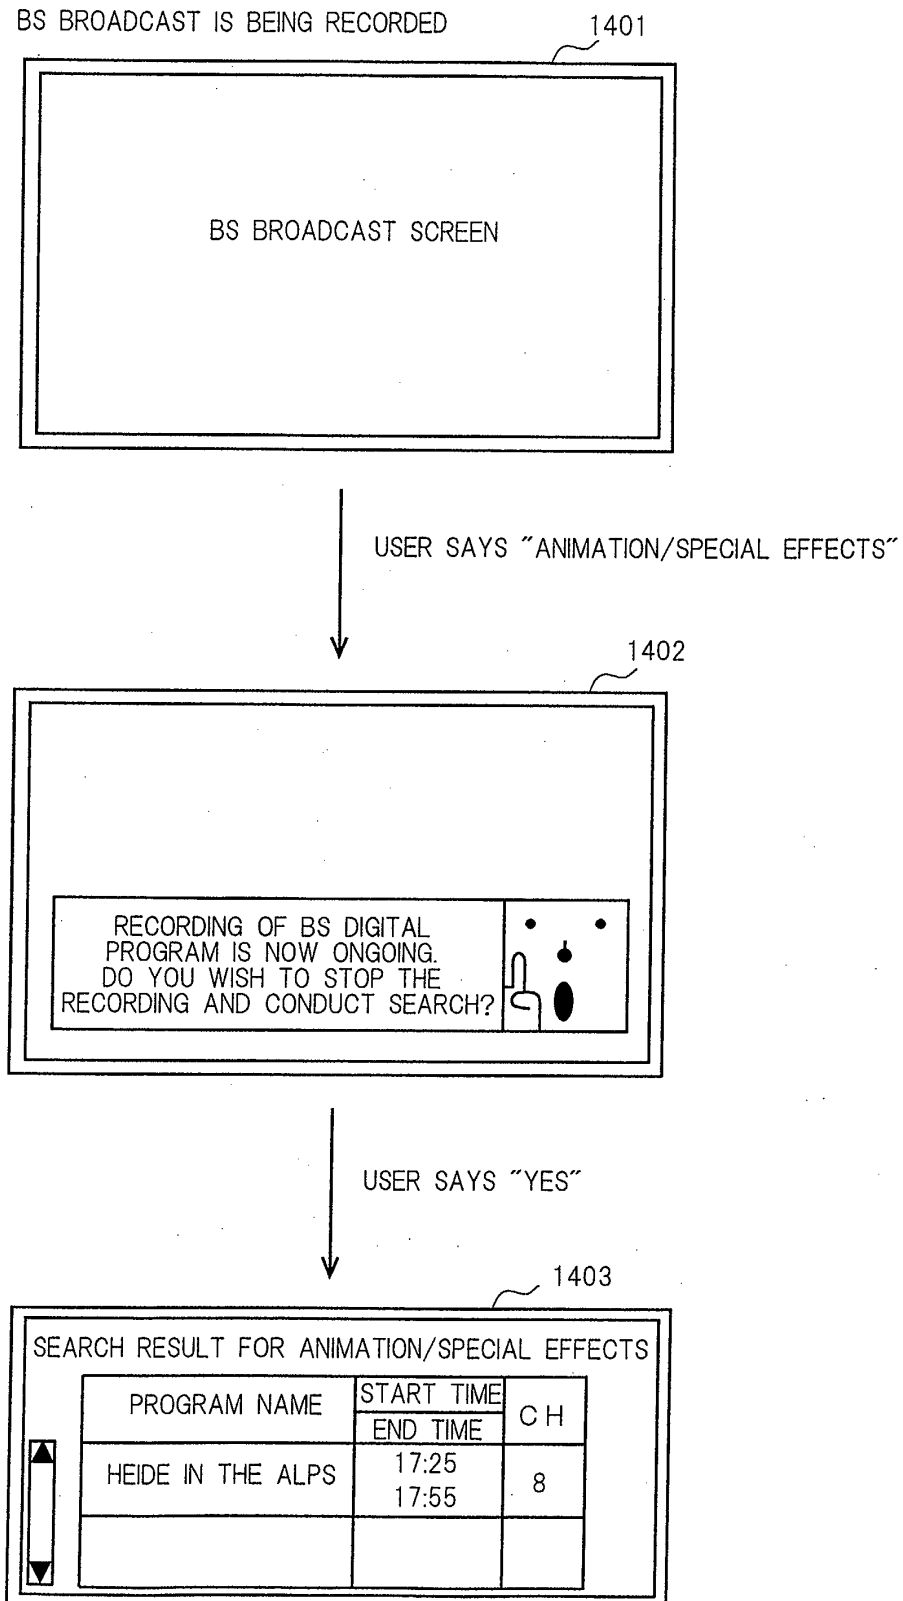 BS BROADCAST IS BEING RECORDED
1401
BS BROADCAST SCREEN
USER SAYS "ANIMATION/SPECIAL EFFECTS"
1402
RECORDING OF BS DIGITAL
PROGRAM IS NOW ONGOING.
DO YOU WISH TO STOP THE
RECORDING AND CONDUCT SEARCH?
USER SAYS "YES"
1403
SEARCH RESULT FOR ANIMATION/SPECIAL EFFECTS
PROGRAM NAME
START TIME
END TIME
CH
HEIDE IN THE ALPS
17:25
17:55
8